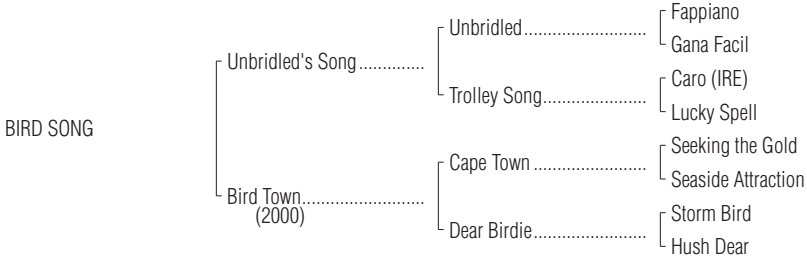 Fappiano
Unbridled........................
Gana Facil
Unbridled's Song.............
Caro (IRE)
Trolley Song....................
Lucky Spell
BIRD SONG
Seeking the Gold
Cape Town ......................
Seaside Attraction
Bird Town........................
(2000)
Storm Bird
Dear Birdie......................
Hush Dear